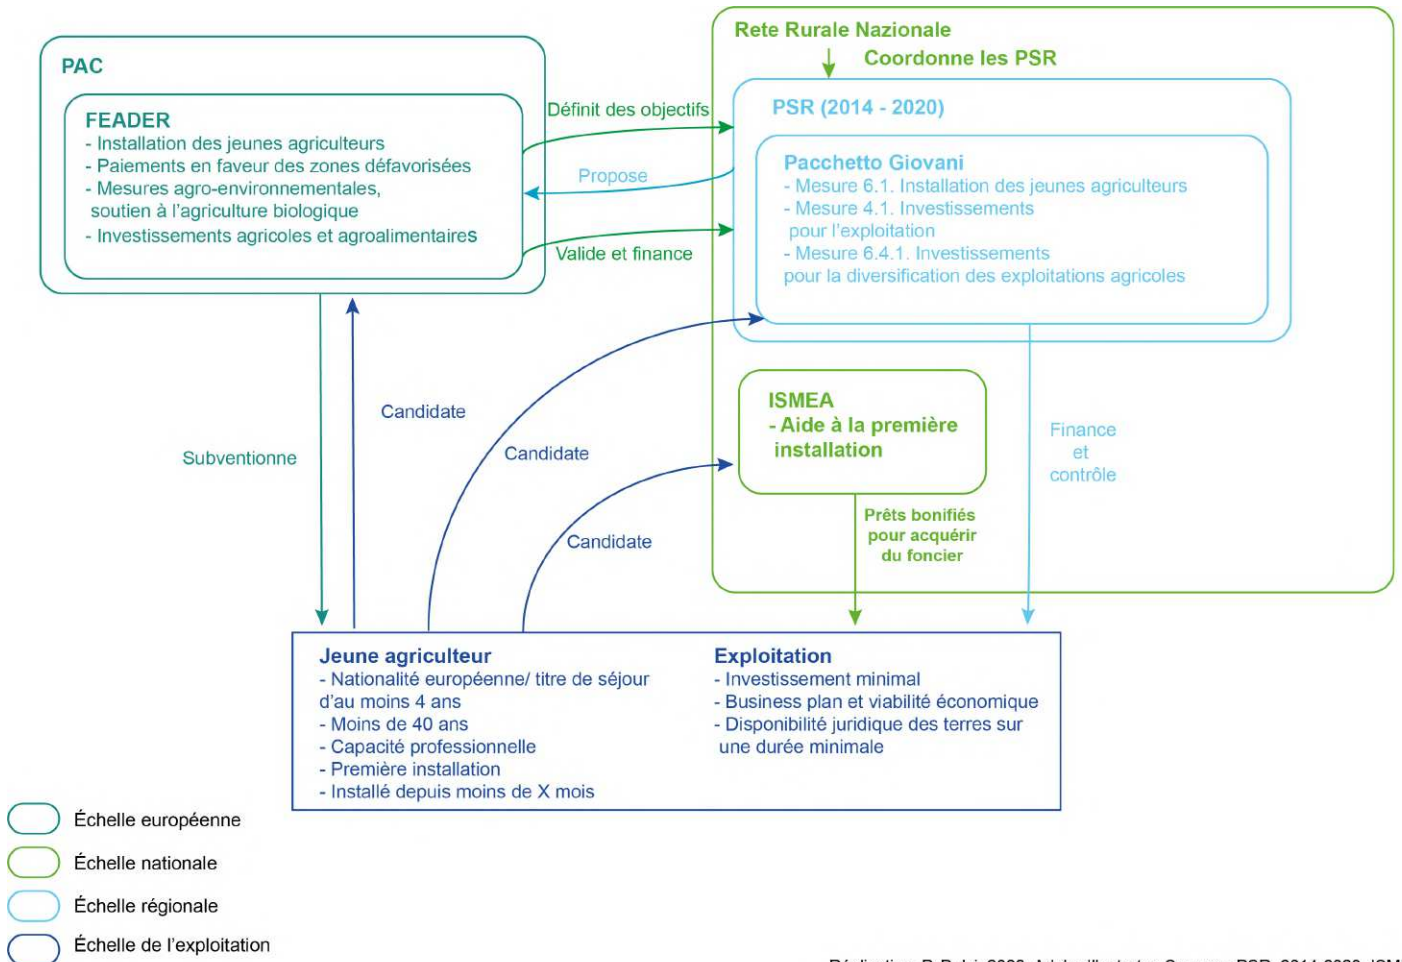 Rete Rurale Nazionale
Coordonne les PSR
PAC
FEADER
- Installation des jeunes agriculteurs
- Paiements en faveur des zones défavorisées
- Mesures agro-environnementales,
soutien à l'agriculture biologique
- Investissements agricoles et agroalimentaires
Définit des objectifs
Propose
Valide et finance
PSR (2014 - 2020)
Pacchetto Giovani
- Mesure 6.1. Installation des jeunes agriculteurs
- Mesure 4.1. Investissements
pour l'exploitation
- Mesure 6.4.1. Investissements
pour la diversification des exploitations agricoles
ISMEA
- Aide à la première
installation
Candidate
Candidate
Candidate
Subventionne
Finance
et
contrôle
Prêts bonifiés
pour acquérir
du foncier
Jeune agriculteur
- Nationalité européenne/ titre de séjour
d'au moins 4 ans
- Moins de 40 ans
- Capacité professionnelle
- Première installation
- Installé depuis moins de X mois
Exploitation
- Investissement minimal
- Business plan et viabilité économique
- Disponibilité juridique des terres sur
une durée minimale
Échelle européenne
Échelle nationale
Échelle régionale
Échelle de l'exploitation